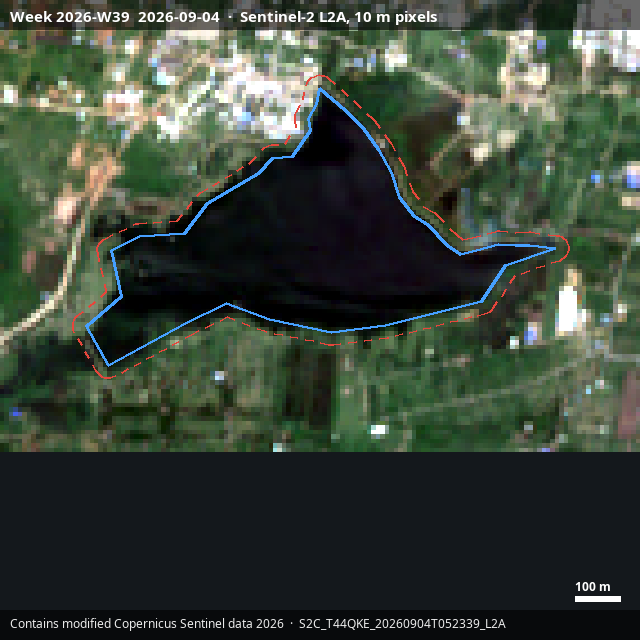 Week 2026-W39  2026-09-04  ·  Sentinel-2 L2A, 10 m pixels
100 m
Contains modified Copernicus Sentinel data 2026  ·  S2C_T44QKE_20260904T052339_L2A